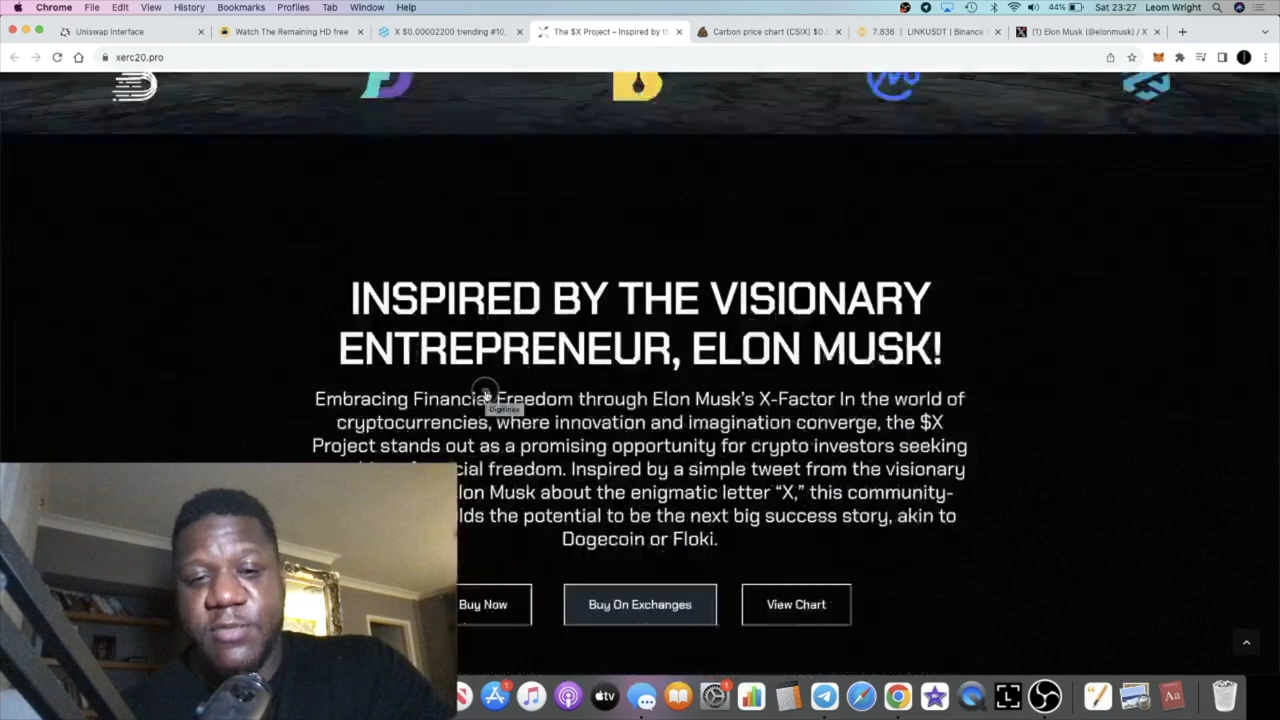 Chrome File Edit View History Bookmarks Profiles Tab Window Help 44% Sat 23:27 Leom Wright
Uniswap Interface
Watch The Remaining HD free
X $0.00002200 trending #10,
The $X Project – Inspired by th
Carbon price chart (CSIX) $0.
7.836 | LINKUSDT | Binance
(1) Elon Musk (@elonmusk) / X
xerc20.pro
INSPIRED BY THE VISIONARY
ENTREPRENEUR, ELON MUSK!
Embracing Financial Freedom through Elon Musk's X-Factor In the world of
cryptocurrencies, where innovation and imagination converge, the $X
Project stands out as a promising opportunity for crypto investors seeking
cial freedom. Inspired by a simple tweet from the visionary
lon Musk about the enigmatic letter “X,” this community-
lds the potential to be the next big success story, akin to
Dogecoin or Floki.
Buy Now
Buy On Exchanges
View Chart